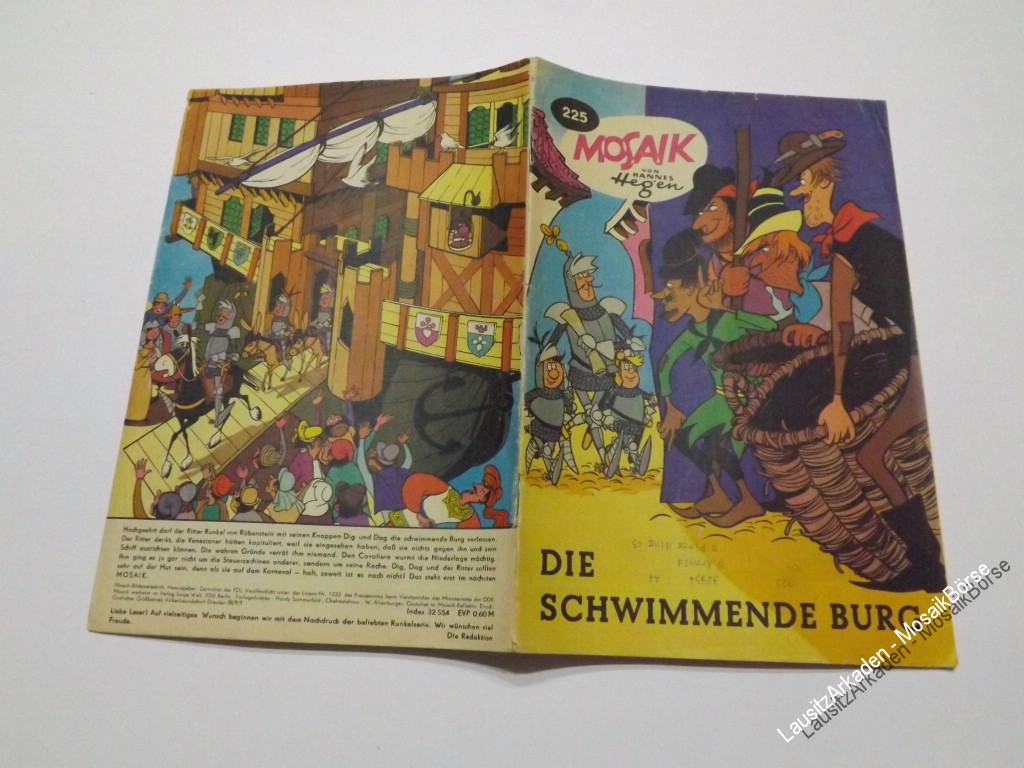 225
MOSAIK
VON
HANNES
Hegen
DIE
SCHWIMMENDE BURG
Hochgeehrt darf der Ritter Runkel von Rübenstein mit seinen Knappen Dig und Dag die schwimmende Burg verlassen.
Der Ritter denkt, die Venezianer hätten kapituliert, weil sie eingesehen haben, daß sie nichts gegen ihn und sein
Schiff ausrichten können. Die wahren Gründe verrät ihm niemand. Den Cavaliere wurmt die Niederlage mächtig.
Ihm ging es ja gar nicht um die Steuerzechinen anderer, sondern um seine Rache. Dig, Dag und der Ritter sollten
sehr auf der Hut sein, denn als sie auf dem Karneval – halt, soweit ist es noch nicht! Das steht erst im nächsten
MOSAIK.
Index 32 554 EVP 0,60 M
Liebe Leser! Auf vielseitigen Wunsch beginnen wir mit dem Nachdruck der beliebten Runkelserie. Wir wünschen viel
Freude.
Die Redaktion
LausitzArkaden - MosaikBörse
LausitzArkaden - MosaikBörse